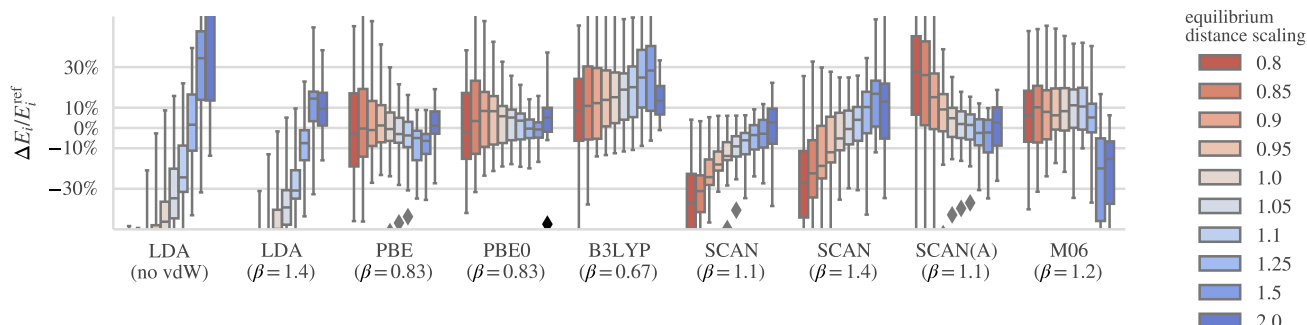 equilibrium
distance scaling
0.8
0.85
0.9
0.95
1.0
1.05
1.1
1.25
1.5
2.0
ΔE_i/E_i^ref
30%
10%
0%
−10%
−30%
LDA
(no vdW)
LDA
(β = 1.4)
PBE
(β = 0.83)
PBE0
(β = 0.83)
B3LYP
(β = 0.67)
SCAN
(β = 1.1)
SCAN
(β = 1.4)
SCAN(A)
(β = 1.1)
M06
(β = 1.2)